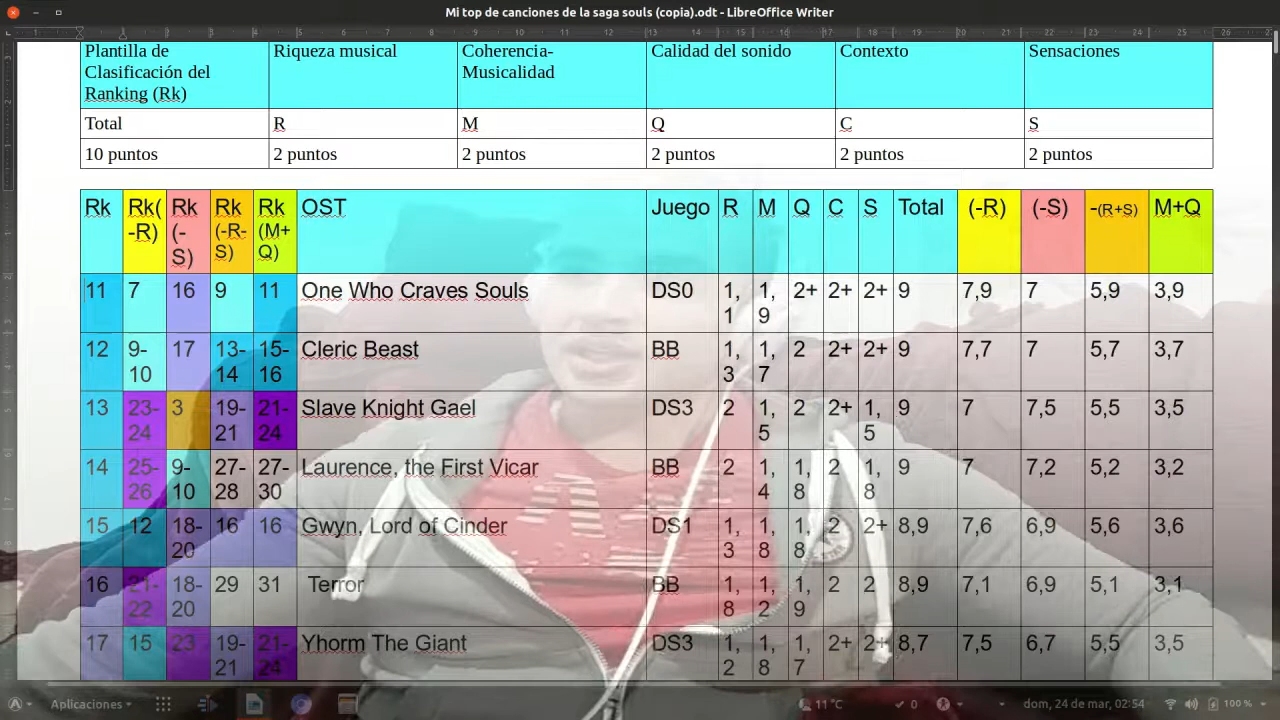 Mi top de canciones de la saga souls (copia).odt - LibreOffice Writer
Plantilla de Clasificación del Ranking (Rk) Riqueza musical Coherencia-Musicalidad Calidad del sonido Contexto Sensaciones
Total R M Q C S
10 puntos 2 puntos 2 puntos 2 puntos 2 puntos 2 puntos
Rk Rk(-R) Rk (-S) Rk (-R-S) Rk (M+Q) OST Juego R M Q C S Total (-R) (-S) -(R+S) M+Q
11 7 16 9 11 One Who Craves Souls DS0 1,1 1,9 2+ 2+ 2+ 9 7,9 7 5,9 3,9
12 9-10 17 13-14 15-16 Cleric Beast BB 1,3 1,7 2 2+ 2+ 9 7,7 7 5,7 3,7
13 23-24 3 19-21 21-24 Slave Knight Gael DS3 2 1,5 2 2+ 1,5 9 7 7,5 5,5 3,5
14 25-26 9-10 27-28 27-30 Laurence, the First Vicar BB 2 1,4 1,8 2 1,8 9 7 7,2 5,2 3,2
15 12 18-20 16 16 Gwyn, Lord of Cinder DS1 1,3 1,8 1,8 2 2+ 8,9 7,6 6,9 5,6 3,6
16 21-22 18-20 29 31 Terror BB 1,8 1,2 1,9 2 2 8,9 7,1 6,9 5,1 3,1
17 15 23 19-21 21-24 Yhorm The Giant DS3 1,2 1,8 1,7 2+ 2+ 8,7 7,5 6,7 5,5 3,5
Aplicaciones 11 °C 0 dom, 24 de mar, 02:54 100 %